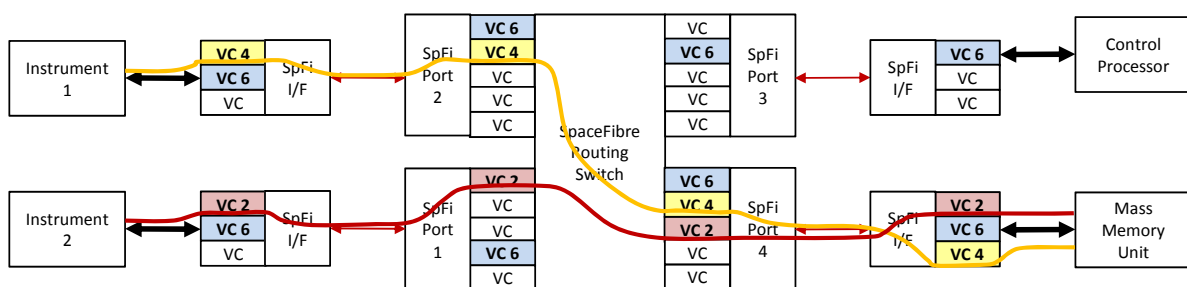 Instrument
1
VC 4
VC 6
VC
SpFi
I/F
SpFi
Port
2
VC 6
VC 4
VC
VC
VC
SpaceFibre
Routing
Switch
VC
VC 6
VC
VC
VC
SpFi
Port
3
SpFi
I/F
VC 6
VC
VC
Control
Processor
Instrument
2
VC 2
VC 6
VC
SpFi
I/F
SpFi
Port
1
VC 2
VC
VC
VC 6
VC
VC 6
VC 4
VC 2
VC
VC
SpFi
Port
4
SpFi
I/F
VC 2
VC 6
VC 4
Mass
Memory
Unit